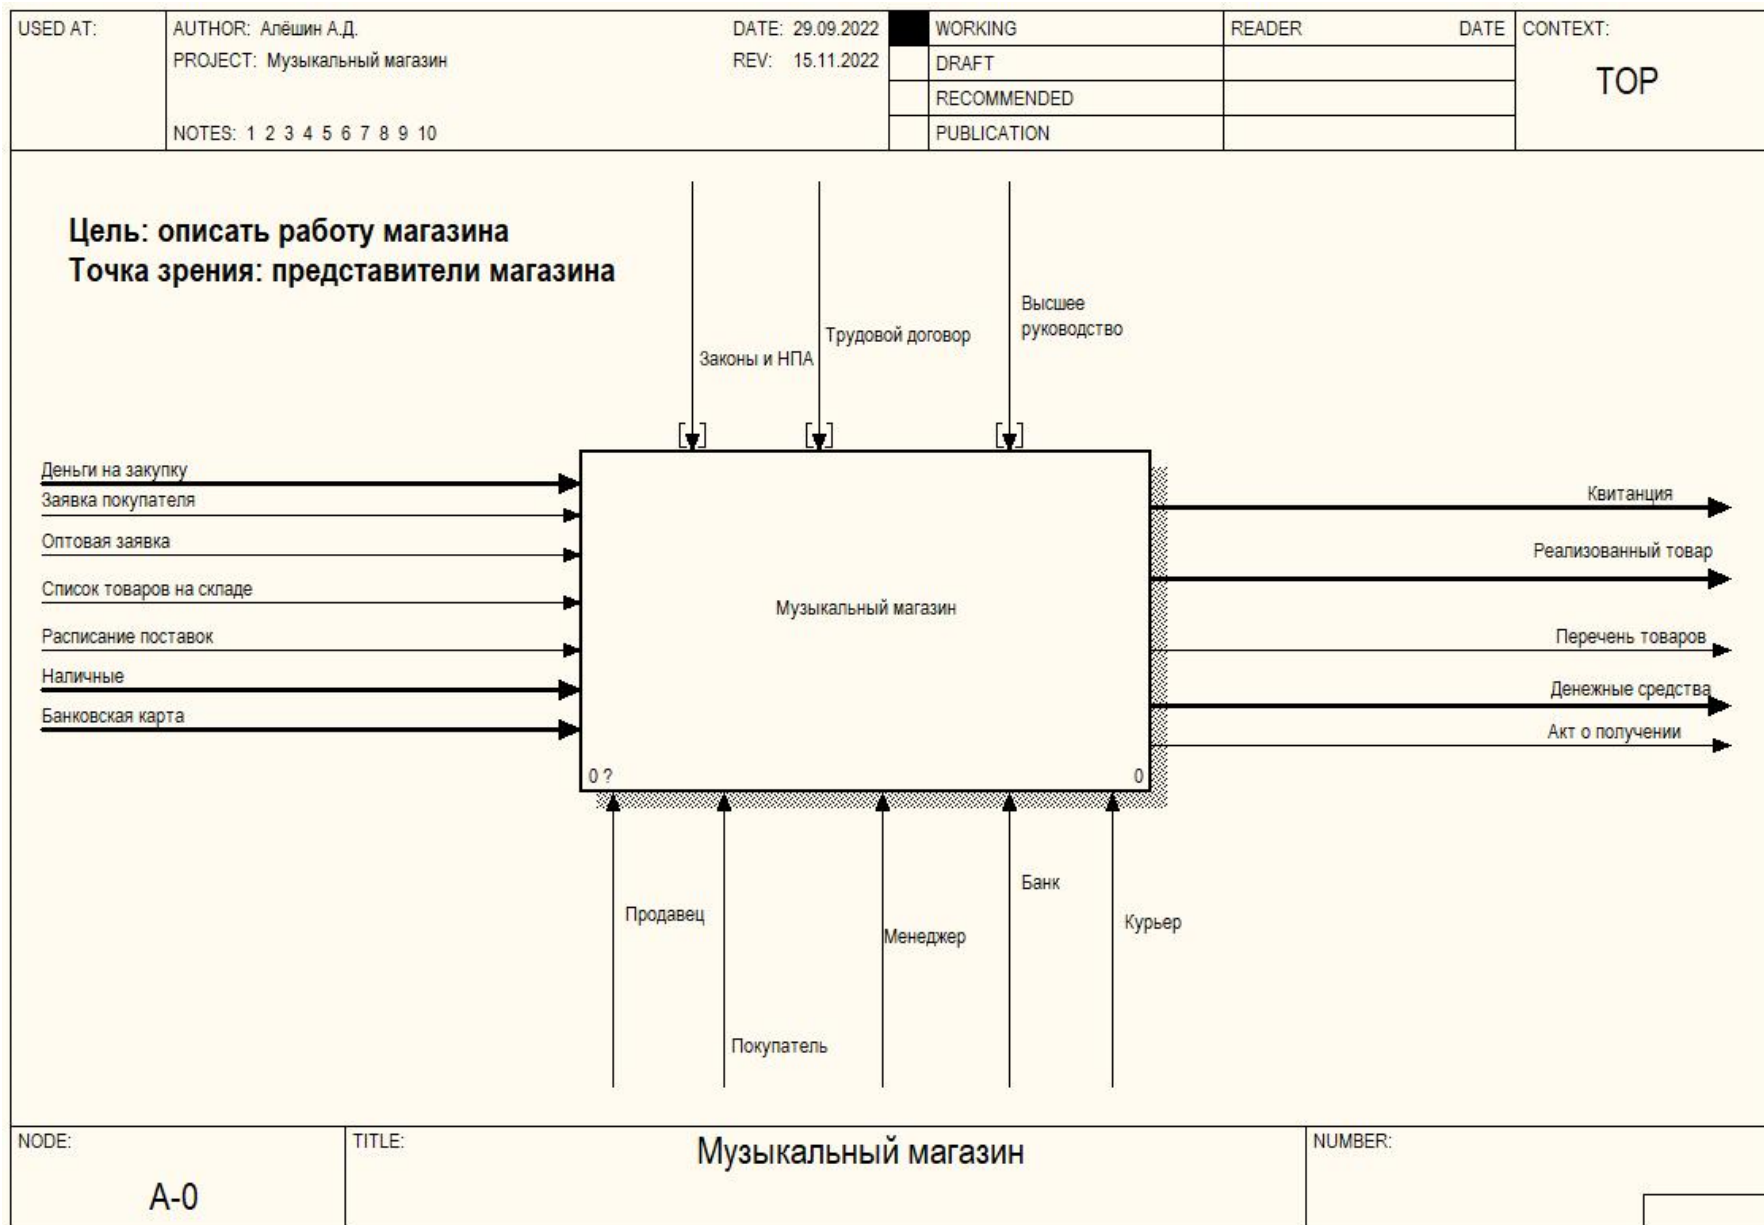 USED AT:
AUTHOR: Алёшин А.Д.
DATE: 29.09.2022
PROJECT: Музыкальный магазин
REV: 15.11.2022
NOTES: 1 2 3 4 5 6 7 8 9 10
WORKING
DRAFT
RECOMMENDED
PUBLICATION
READER DATE
CONTEXT:
TOP
Цель: описать работу магазина
Точка зрения: представители магазина
Законы и НПА
Трудовой договор
Высшее
руководство
Деньги на закупку
Заявка покупателя
Оптовая заявка
Список товаров на складе
Расписание поставок
Наличные
Банковская карта
Музыкальный магазин
0 ?
0
Квитанция
Реализованный товар
Перечень товаров
Денежные средства
Акт о получении
Продавец
Покупатель
Менеджер
Банк
Курьер
NODE:
A-0
TITLE:
Музыкальный магазин
NUMBER: